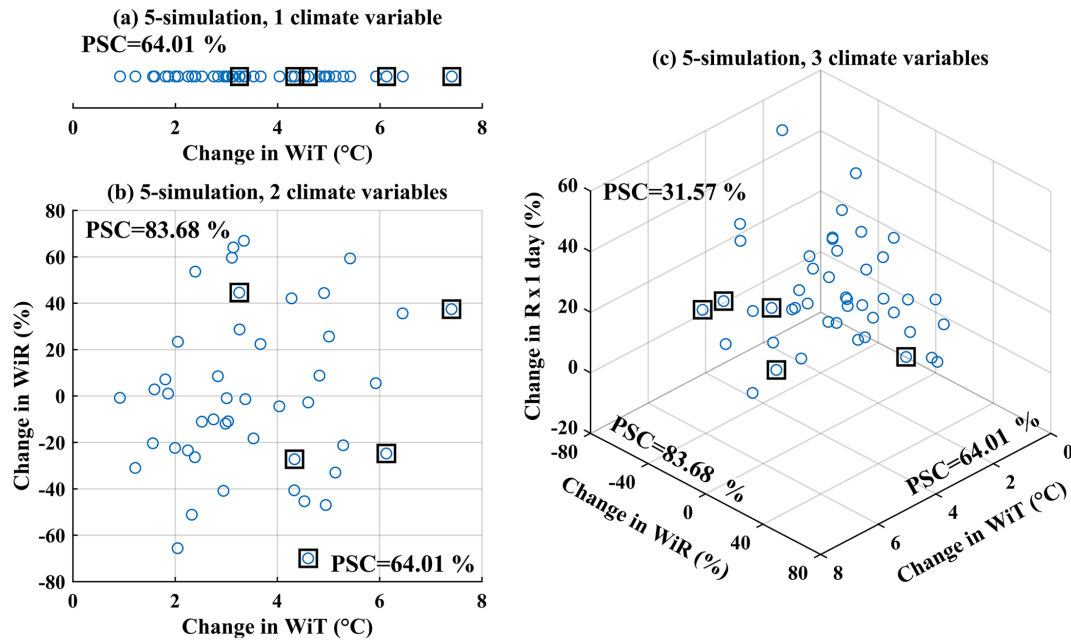 (a) 5-simulation, 1 climate variable
PSC=64.01 %
0 2 4 6 8
Change in WiT (°C)
(b) 5-simulation, 2 climate variables
80
60
40
20
0
-20
-40
-60
-80
Change in WiR (%)
PSC=83.68 %
PSC=64.01 %
0 2 4 6 8
Change in WiT (°C)
(c) 5-simulation, 3 climate variables
60
40
20
0
-20
Change in R x 1 day (%)
PSC=31.57 %
PSC=83.68 %
PSC=64.01 %
-80
-40
0
40
80
Change in WiR (%)
0
2
4
6
8
Change in WiT (°C)